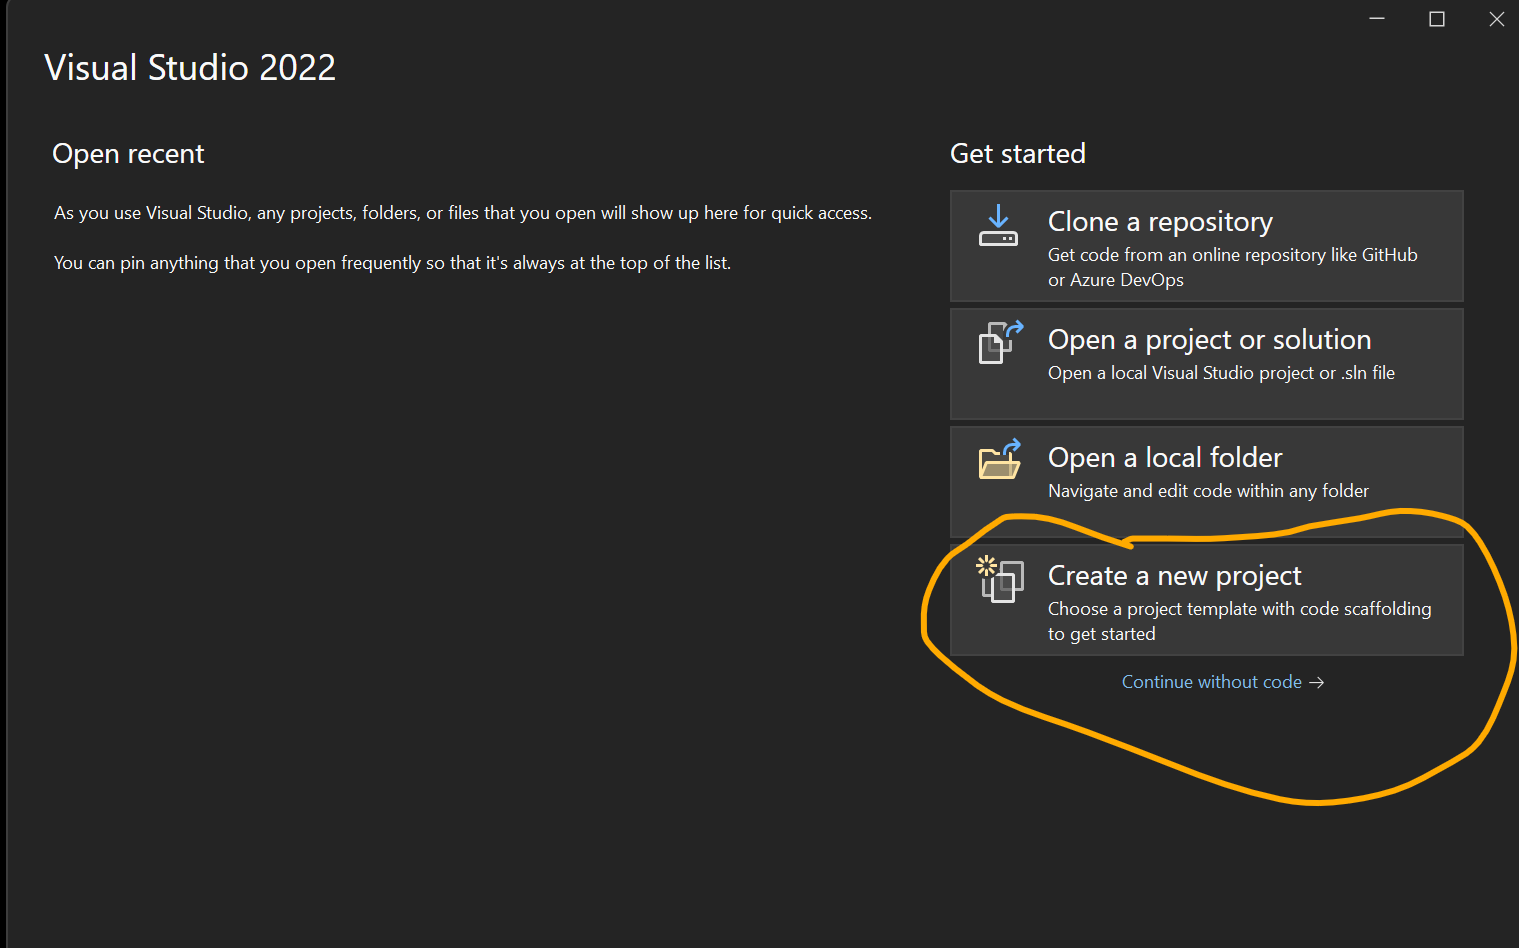 Visual Studio 2022
Open recent
As you use Visual Studio, any projects, folders, or files that you open will show up here for quick access.
You can pin anything that you open frequently so that it's always at the top of the list.
Get started
Clone a repository
Get code from an online repository like GitHub
or Azure DevOps
Open a project or solution
Open a local Visual Studio project or .sln file
Open a local folder
Navigate and edit code within any folder
Create a new project
Choose a project template with code scaffolding
to get started
Continue without code →